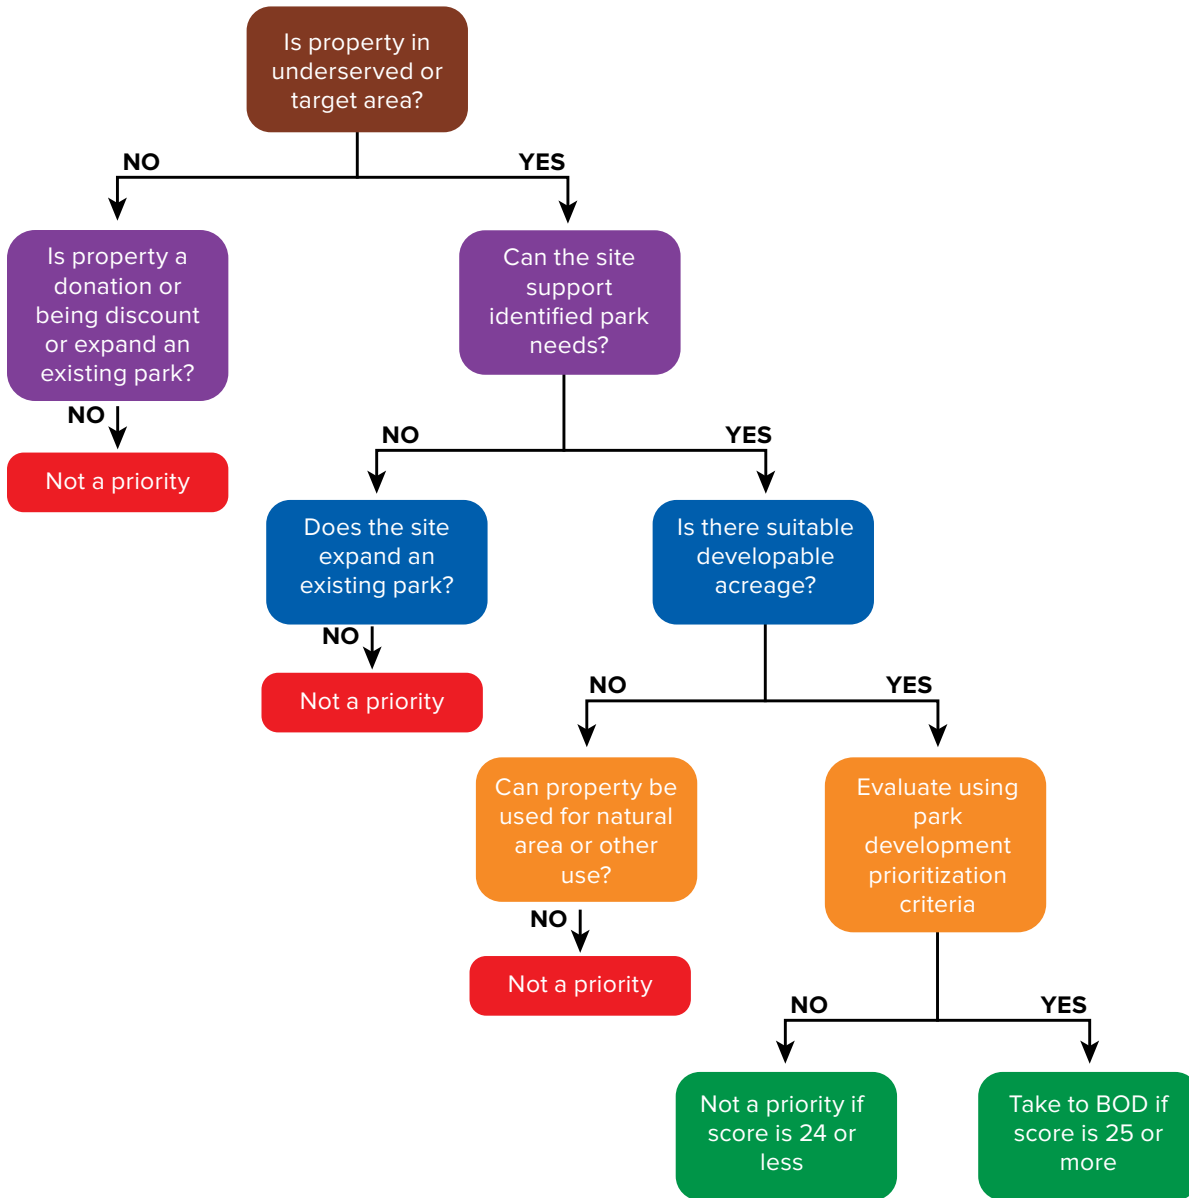 Is property in
underserved or
target area?
NO
YES
Is property a
donation or
being discount
or expand an
existing park?
Can the site
support
identified park
needs?
NO
Not a priority
NO
YES
Does the site
expand an
existing park?
Is there suitable
developable
acreage?
NO
Not a priority
NO
YES
Can property be
used for natural
area or other
use?
Evaluate using
park
development
prioritization
criteria
NO
Not a priority
NO
YES
Not a priority if
score is 24 or
less
Take to BOD if
score is 25 or
more